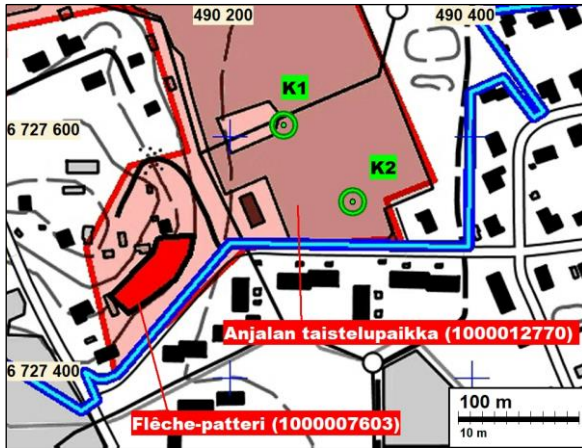 490 200
490 400
K1
6 727 600
K2
Anjalan taistelupaikka (1000012770)
6 727 400
100 m
Flêche-patteri (1000007603)
10 m